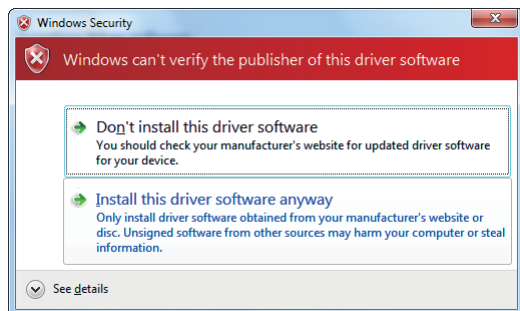 Windows Security
Windows can't verify the publisher of this driver software
Don't install this driver software
You should check your manufacturer's website for updated driver software
for your device.
Install this driver software anyway
Only install driver software obtained from your manufacturer's website or
disc. Unsigned software from other sources may harm your computer or steal
information.
See details